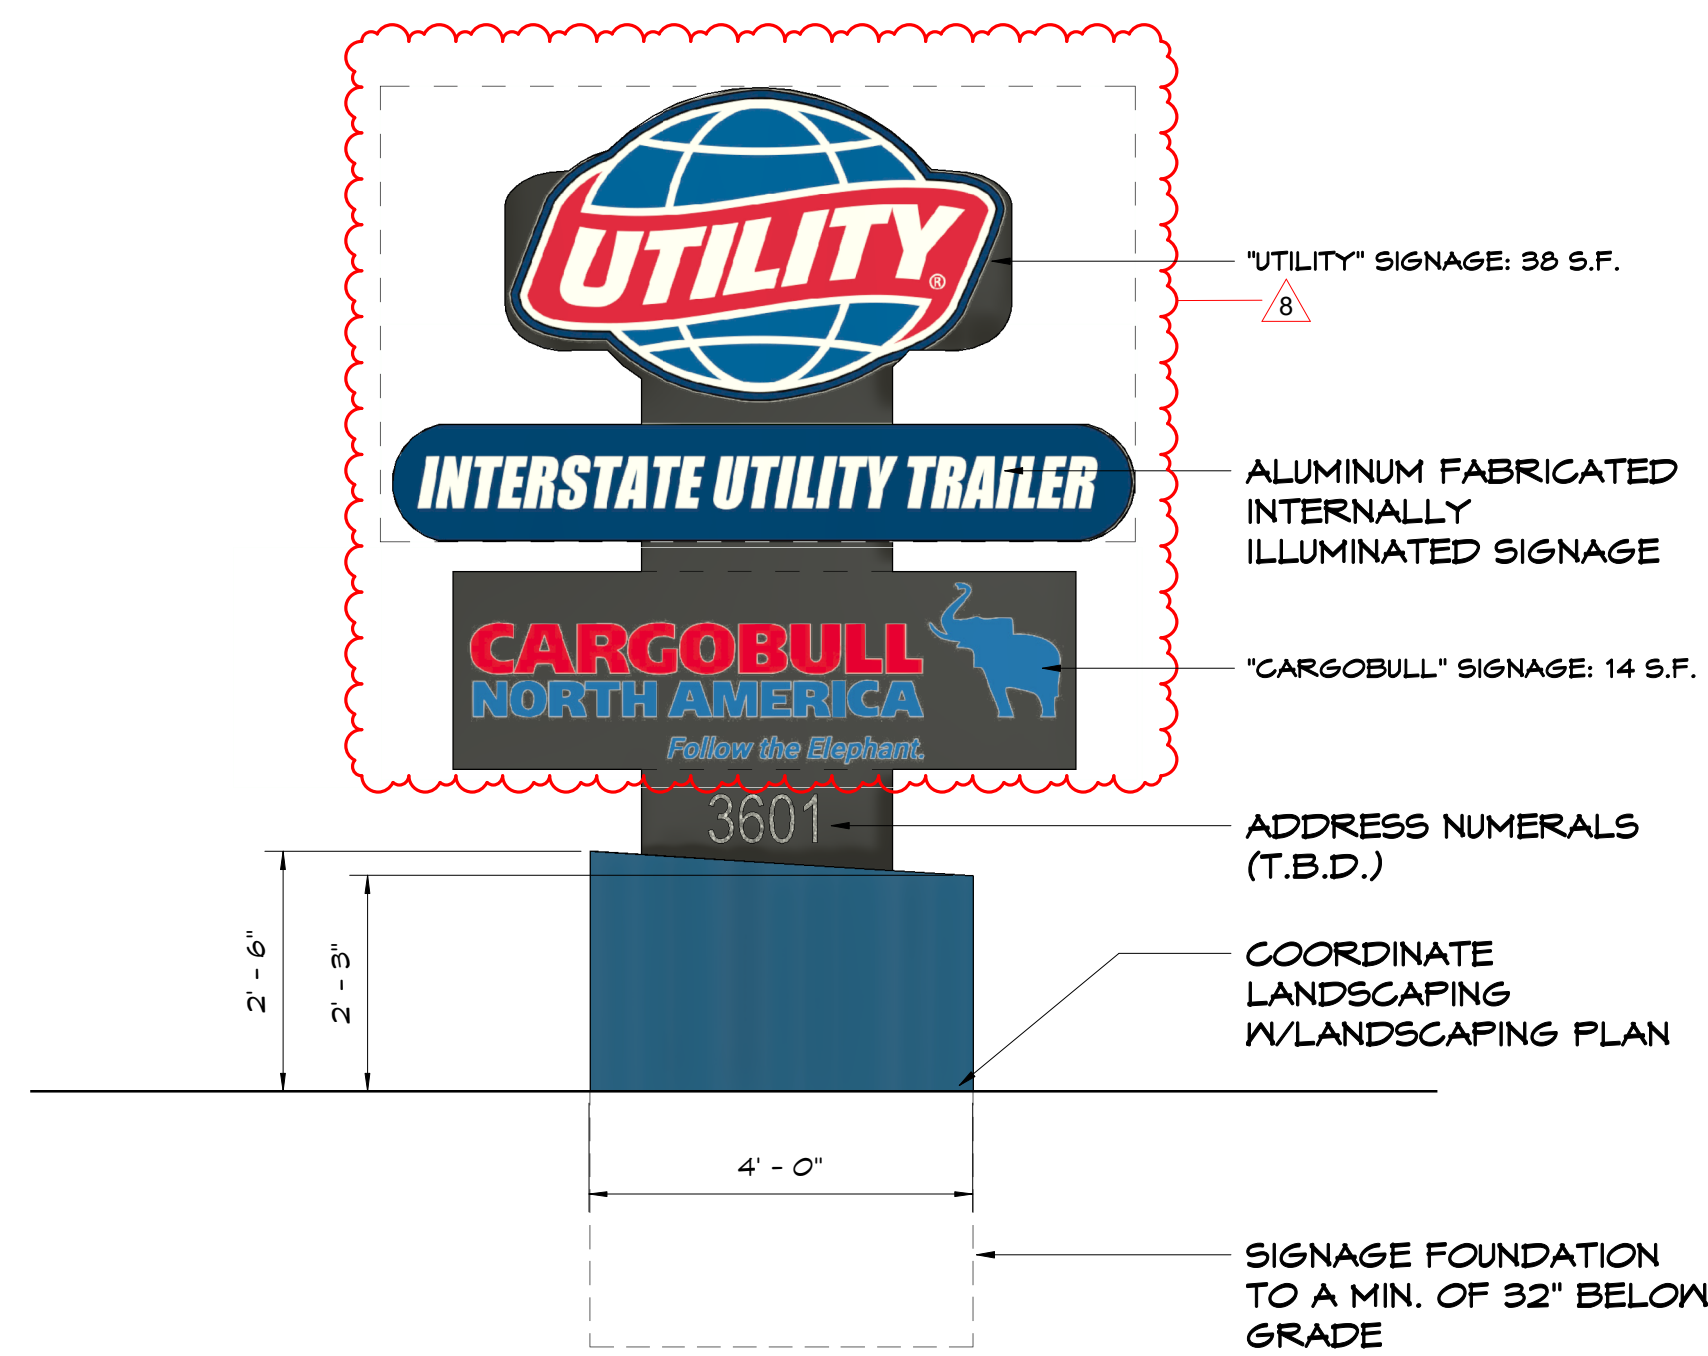 UTILITY®
"UTILITY" SIGNAGE: 38 S.F.
8
INTERSTATE UTILITY TRAILER
ALUMINUM FABRICATED
INTERNALLY
ILLUMINATED SIGNAGE
CARGOBULL
NORTH AMERICA
Follow the Elephant.
"CARGOBULL" SIGNAGE: 14 S.F.
3601
ADDRESS NUMERALS
(T.B.D.)
2' - 6"
2' - 3"
COORDINATE
LANDSCAPING
W/LANDSCAPING PLAN
4' - 0"
SIGNAGE FOUNDATION
TO A MIN. OF 32" BELOW
GRADE